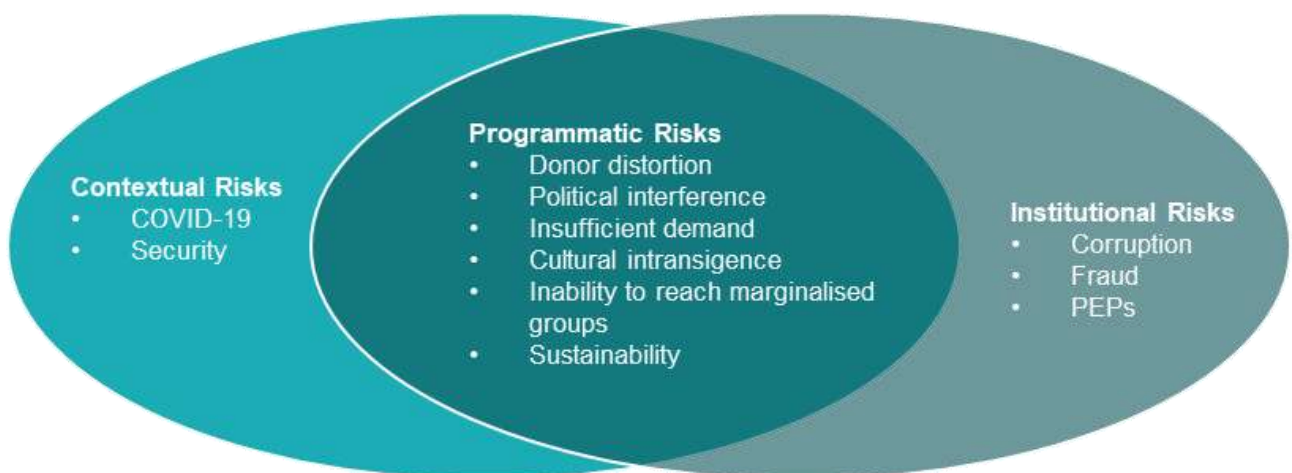 Contextual Risks
• COVID-19
• Security
Programmatic Risks
• Donor distortion
• Political interference
• Insufficient demand
• Cultural intransigence
• Inability to reach marginalised
groups
• Sustainability
Institutional Risks
• Corruption
• Fraud
• PEPs